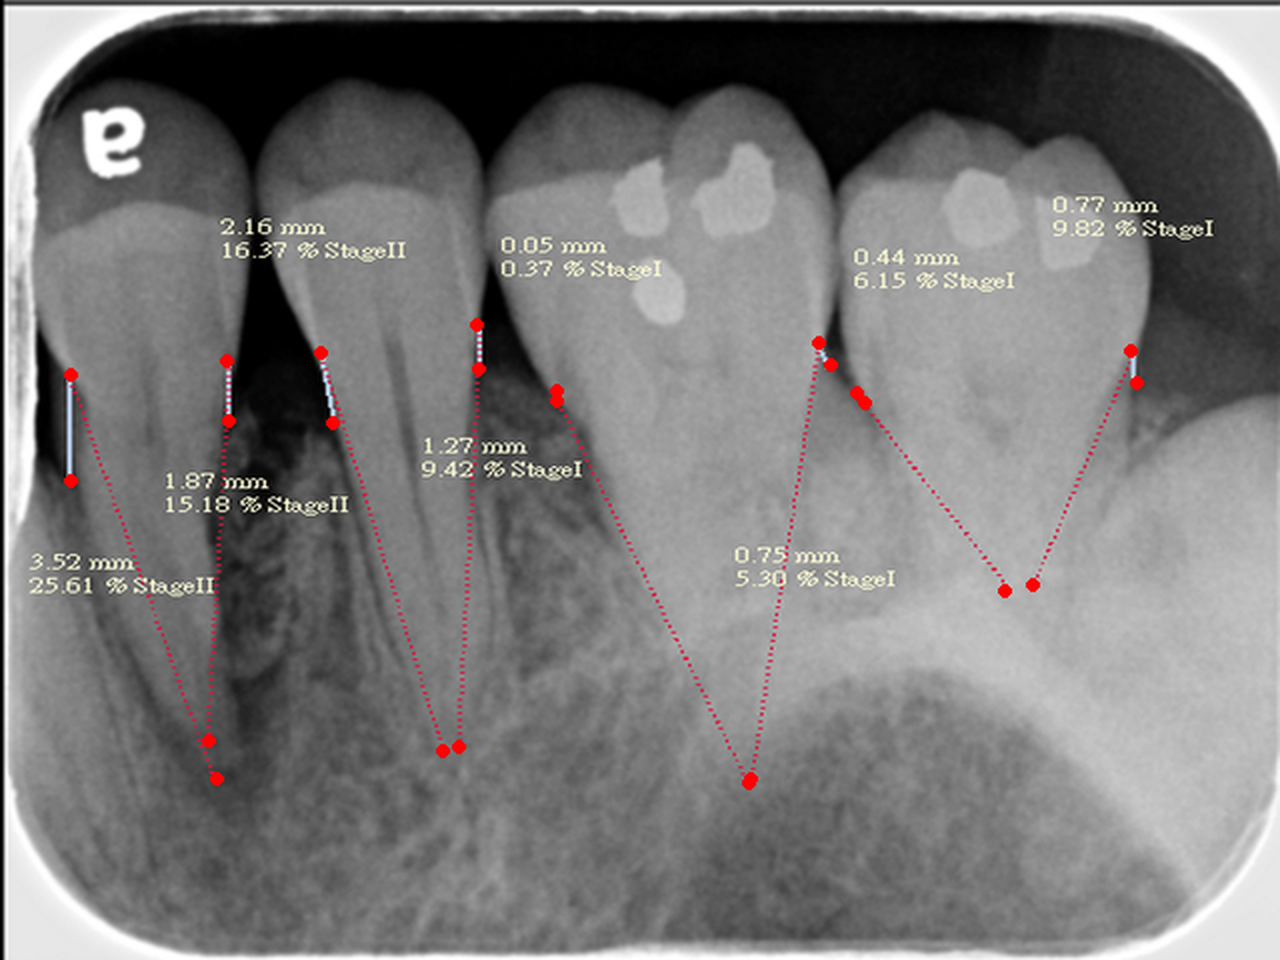 a
2.16 mm
16.37 % StageII
0.05 mm
0.37 % StageI
0.44 mm
6.15 % StageI
0.77 mm
9.82 % StageI
1.87 mm
15.18 % StageII
1.27 mm
9.42 % StageI
3.52 mm
25.61 % StageII
0.75 mm
5.30 % StageI